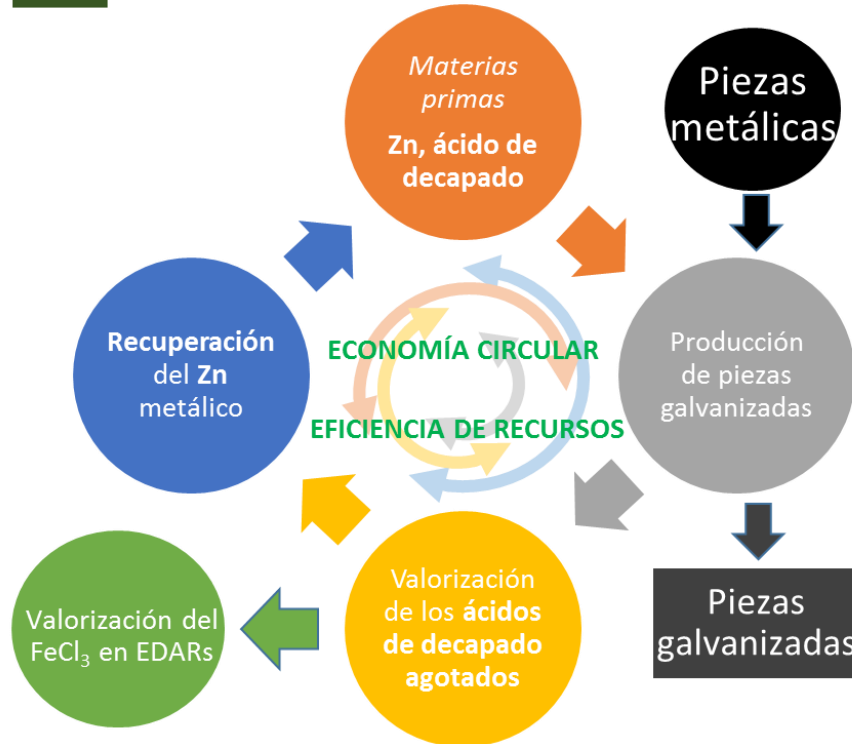 Materias
primas
Zn, ácido de
decapado
Piezas
metálicas
Recuperación
del Zn
metálico
ECONOMÍA CIRCULAR
EFICIENCIA DE RECURSOS
Producción
de piezas
galvanizadas
Valorización del
FeCl₃ en EDARs
Valorización
de los ácidos
de decapado
agotados
Piezas
galvanizadas